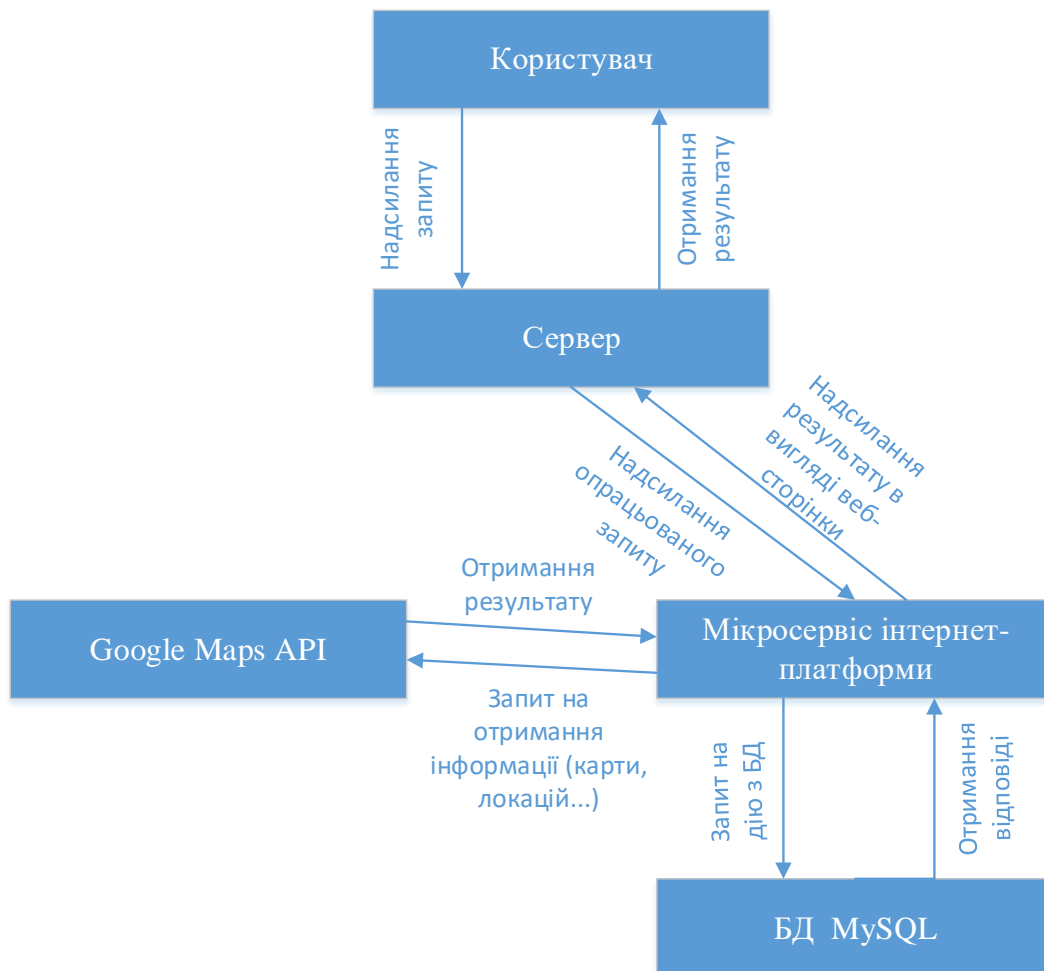 Користувач
Надсилання
запиту
Отримання
результату
Сервер
Надсилання
опрацьованого
запиту
Надсилання
результату в
вигляді веб-
сторінки
Отримання
результату
Google Maps API
Мікросервіс інтернет-
платформи
Запит на
отримання
інформації (карти,
локацій...)
Запит на
дію з БД
Отримання
відповіді
БД MySQL